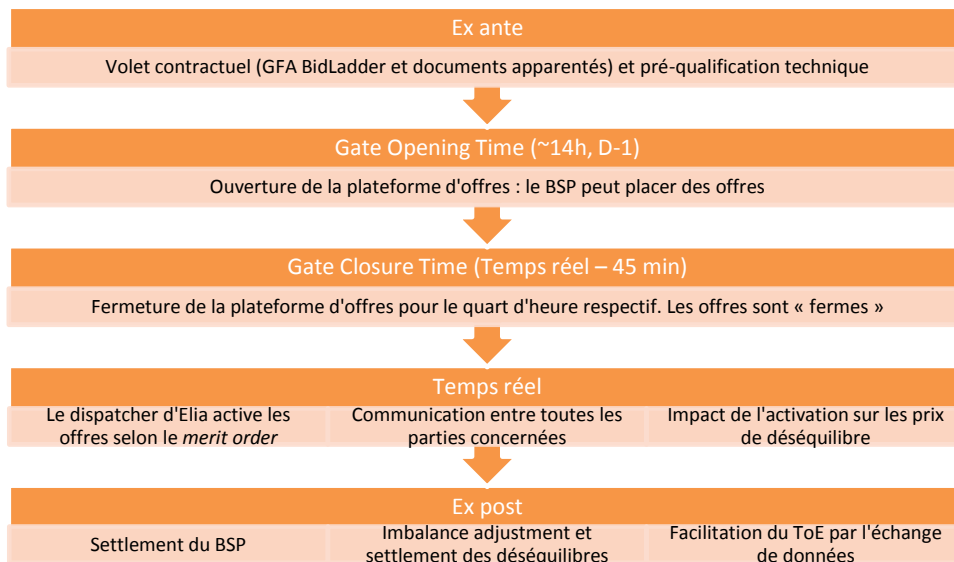 Ex ante
Volet contractuel (GFA BidLadder et documents apparentés) et pré-qualification technique
Gate Opening Time (~14h, D-1)
Ouverture de la plateforme d'offres : le BSP peut placer des offres
Gate Closure Time (Temps réel – 45 min)
Fermeture de la plateforme d'offres pour le quart d'heure respectif. Les offres sont « fermes »
Temps réel
Le dispatcher d'Elia active les
offres selon le merit order
Communication entre toutes les
parties concernées
Impact de l'activation sur les prix
de déséquilibre
Ex post
Settlement du BSP
Imbalance adjustment et
settlement des déséquilibres
Facilitation du ToE par l'échange
de données